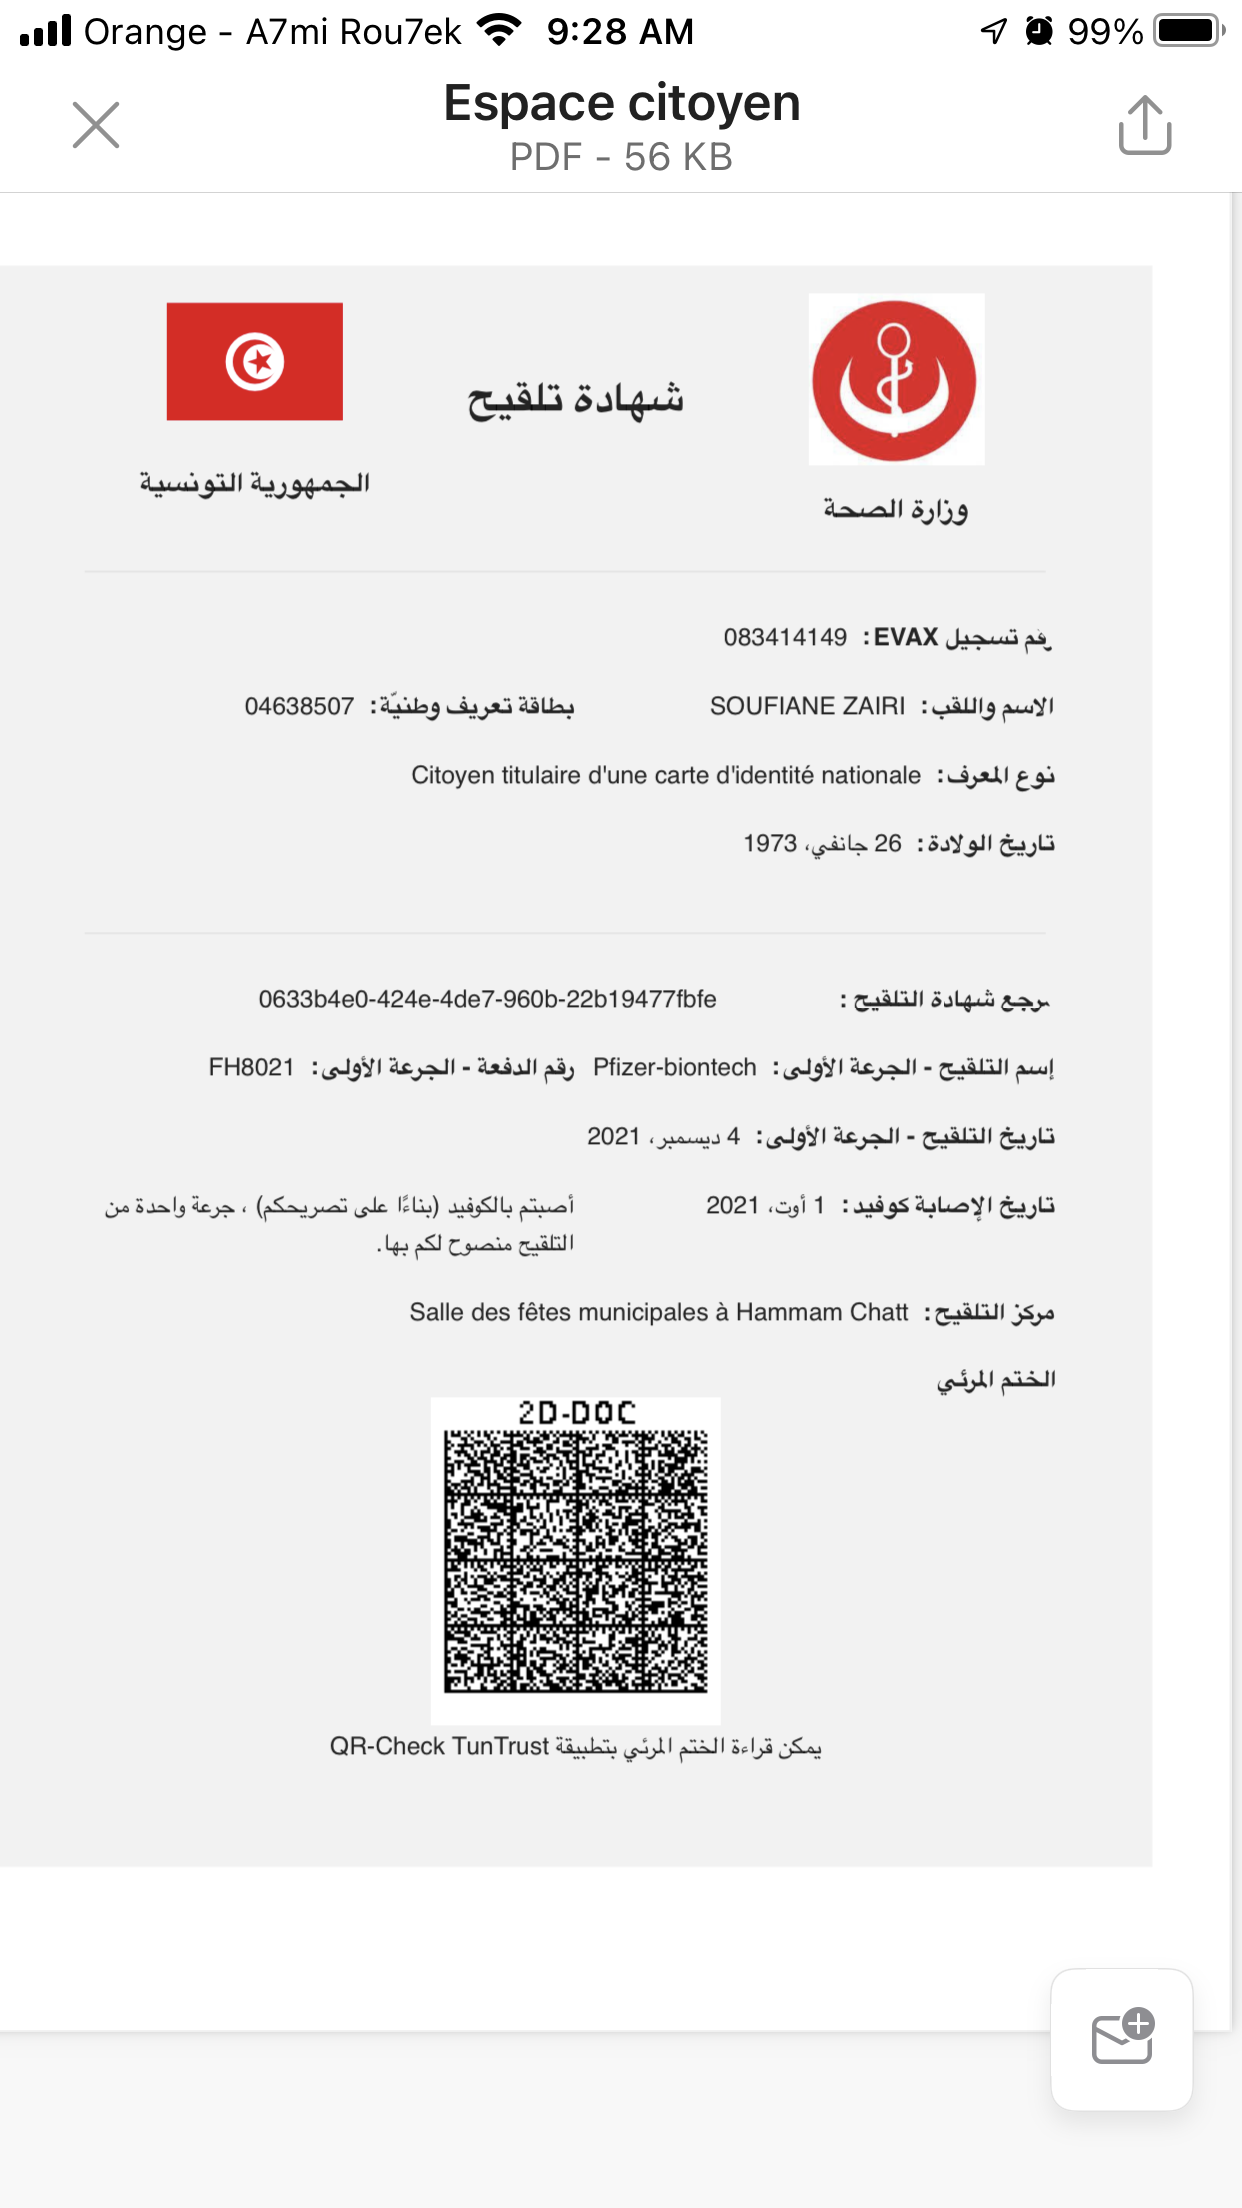 Orange - A7mi Rou7ek 9:28 AM 99%
Espace citoyen
PDF - 56 KB
شهادة تلقيح
الجمهورية التونسية
وزارة الصحة
رقم تسجيل EVAX: 083414149
الاسم واللقب: SOUFIANE ZAIRI بطاقة تعريف وطنيّة: 04638507
نوع المعرف: Citoyen titulaire d'une carte d'identité nationale
تاريخ الولادة: 26 جانفي، 1973
مرجع شهادة التلقيح : 0633b4e0-424e-4de7-960b-22b19477fbfe
إسم التلقيح - الجرعة الأولى: Pfizer-biontech رقم الدفعة - الجرعة الأولى: FH8021
تاريخ التلقيح - الجرعة الأولى: 4 ديسمبر، 2021
تاريخ الإصابة كوفيد: 1 أوت، 2021 أصبتم بالكوفيد (بناءًا على تصريحكم) ، جرعة واحدة من
التلقيح منصوح لكم بها.
مركز التلقيح: Salle des fêtes municipales à Hammam Chatt
الختم المرئي
2D-DOC
يمكن قراءة الختم المرئي بتطبيقة QR-Check TunTrust